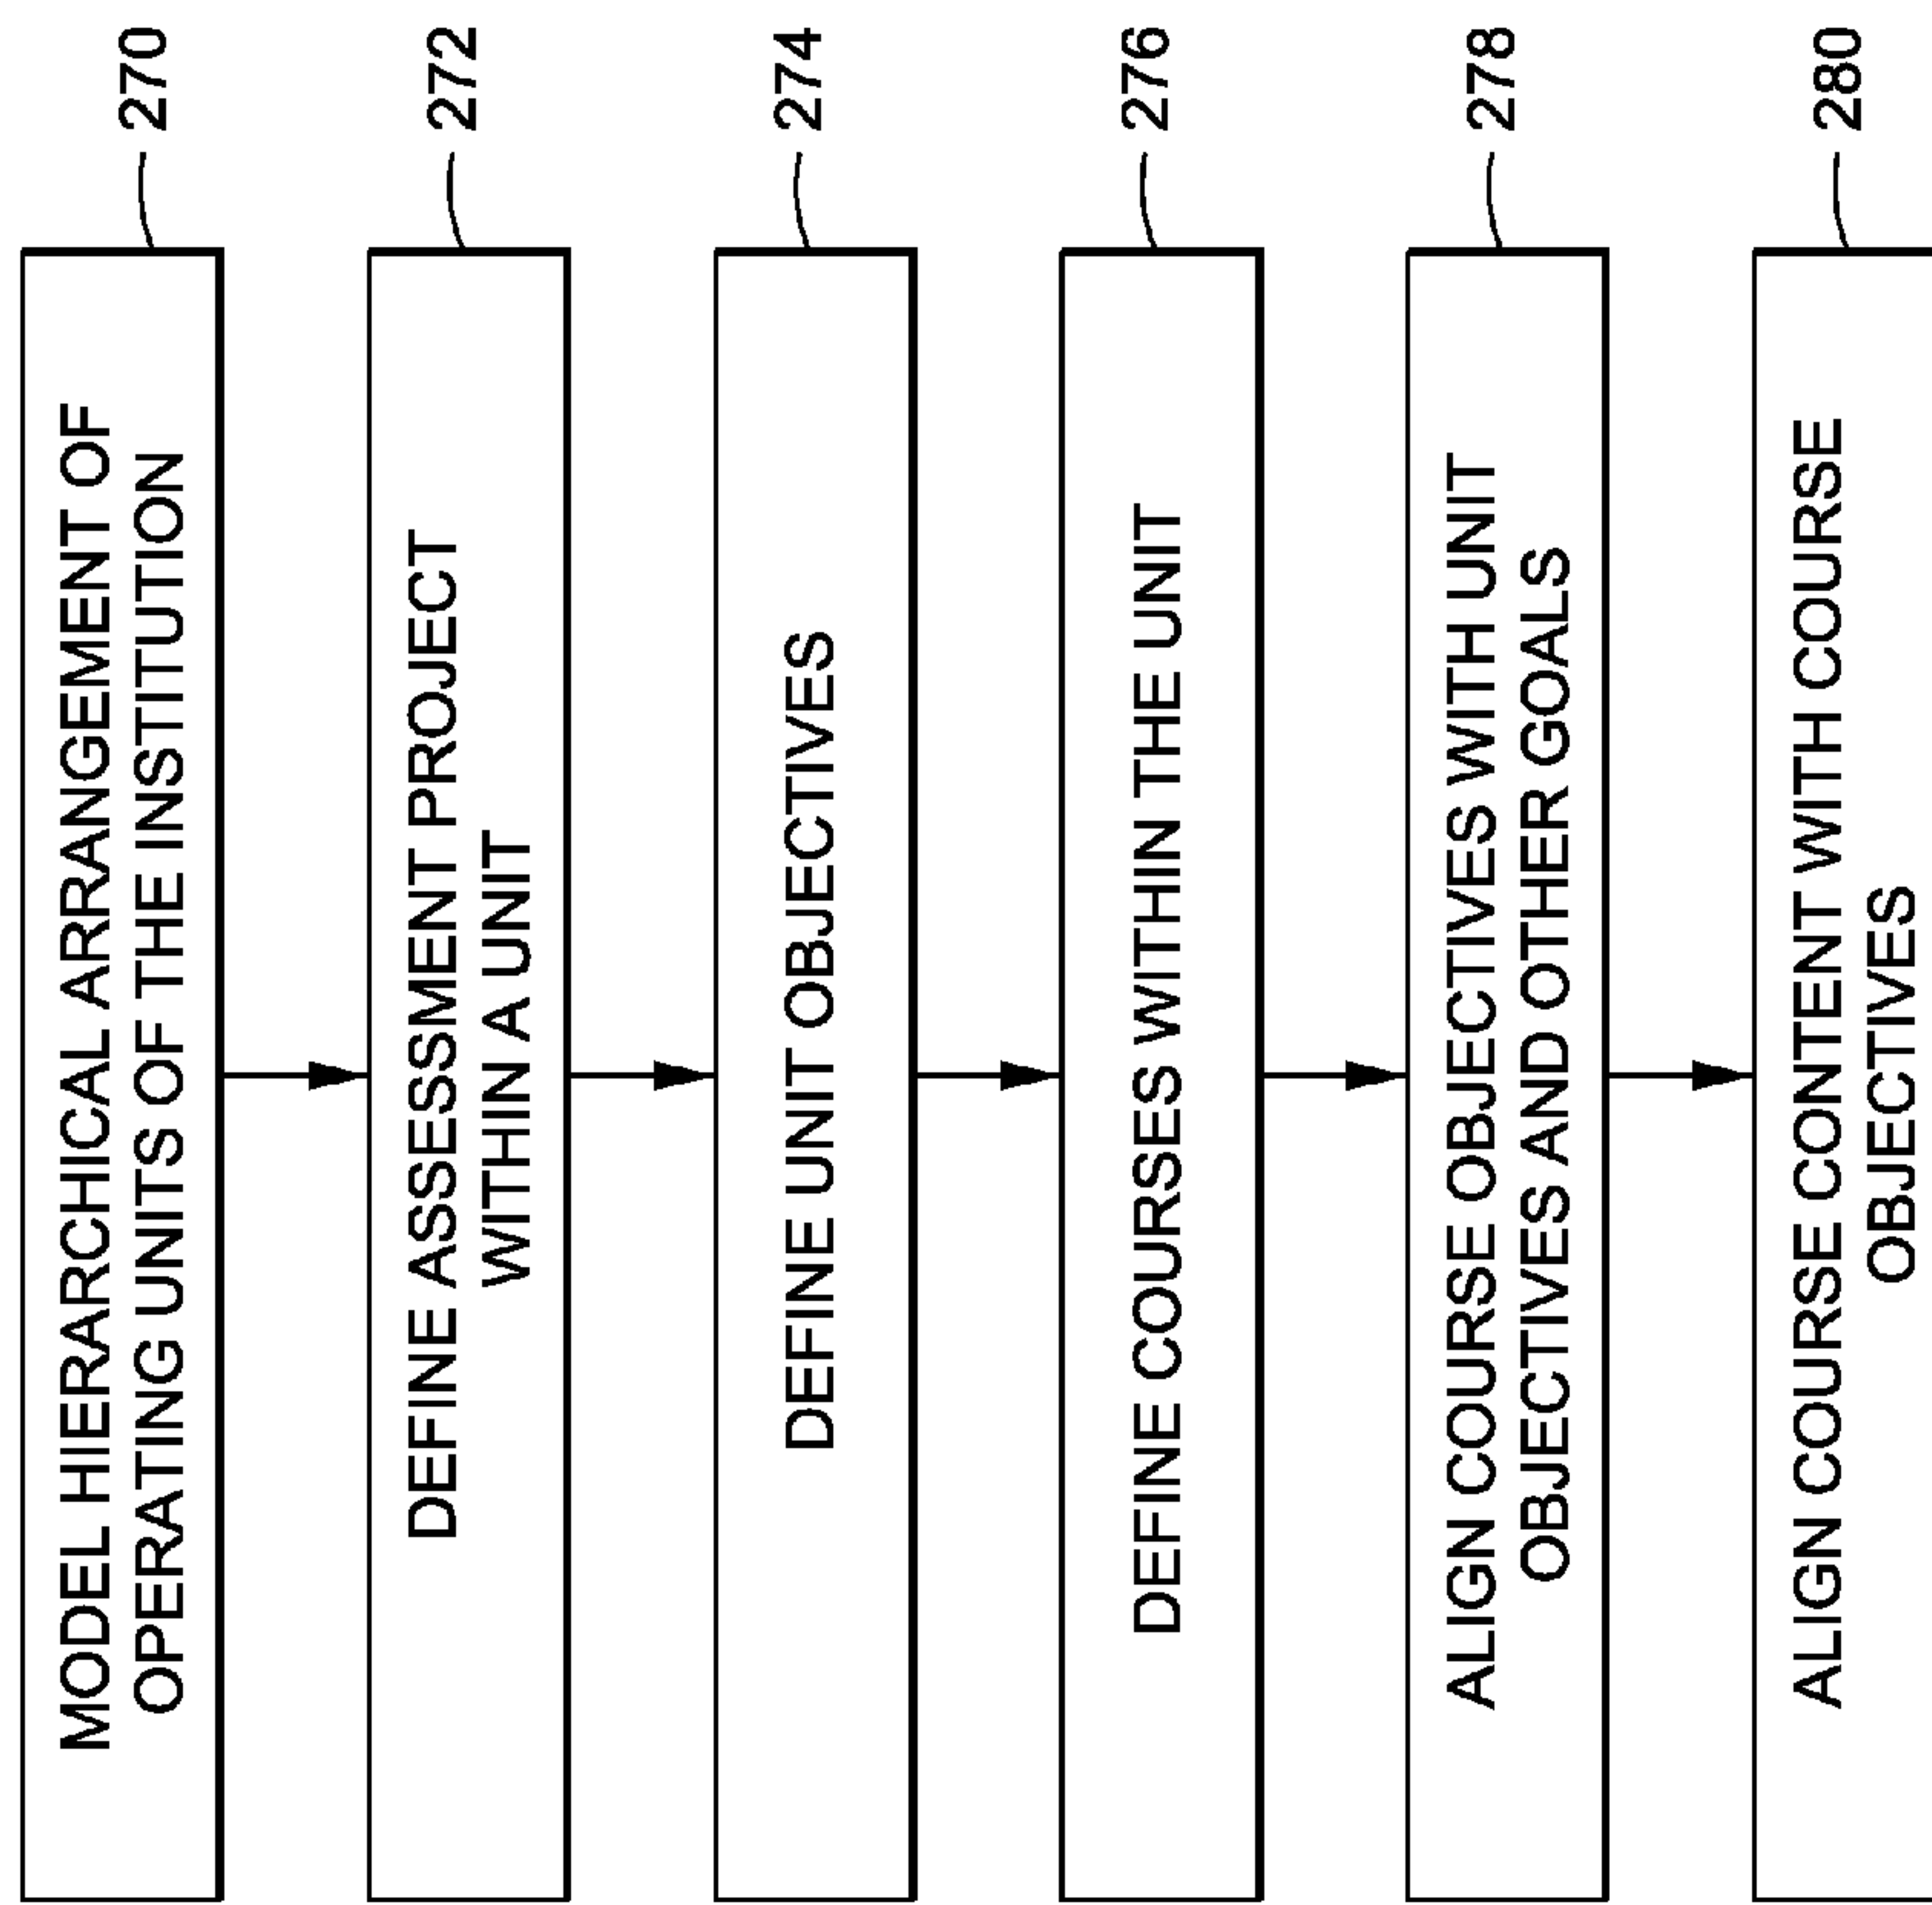 MODEL HIERARCHICAL ARRANGEMENT OF
OPERATING UNITS OF THE INSTITUTION
270
DEFINE ASSESSMENT PROJECT
WITHIN A UNIT
272
DEFINE UNIT OBJECTIVES
274
DEFINE COURSES WITHIN THE UNIT
276
ALIGN COURSE OBJECTIVES WITH UNIT
OBJECTIVES AND OTHER GOALS
278
ALIGN COURSE CONTENT WITH COURSE
OBJECTIVES
280